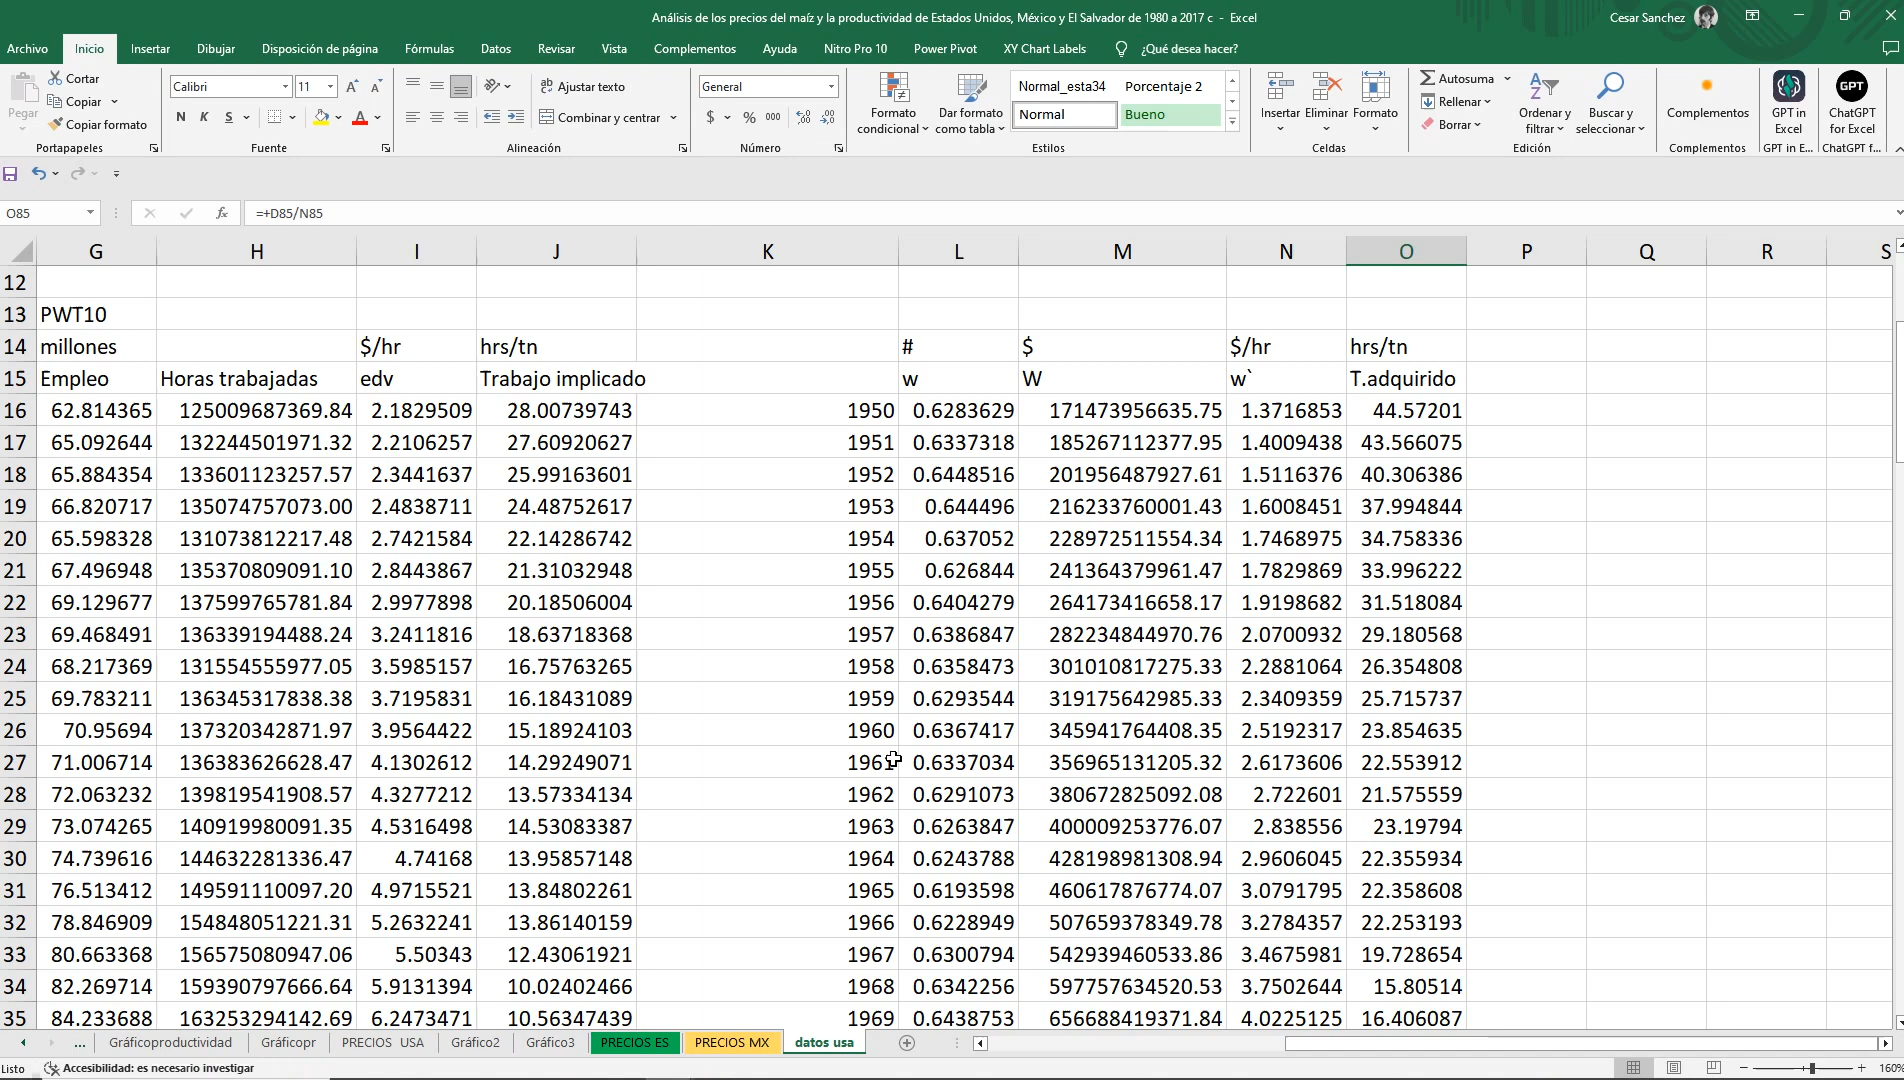 Análisis de los precios del maíz y la productividad de Estados Unidos, México y El Salvador de 1980 a 2017 c - Excel
Cesar Sanchez
Archivo Inicio Insertar Dibujar Disposición de página Fórmulas Datos Revisar Vista Complementos Ayuda Nitro Pro 10 Power Pivot XY Chart Labels ¿Qué desea hacer?
Pegar
Cortar
Copiar
Copiar formato
Portapapeles
Calibri 11
N K S
Fuente
Ajustar texto
Combinar y centrar
Alineación
General
$ % 000
Número
Formato condicional
Dar formato como tabla
Normal_esta34 Porcentaje 2
Normal Bueno
Estilos
Insertar Eliminar Formato
Celdas
Autosuma
Rellenar
Borrar
Ordenar y filtrar
Buscar y seleccionar
Edición
Complementos
Complementos
GPT in Excel
GPT in E...
GPT
ChatGPT for Excel
ChatGPT f...
O85 fx =+D85/N85
G H I J K L M N O P Q R S
12
13 PWT10
14 millones $/hr hrs/tn # $ $/hr hrs/tn
15 Empleo Horas trabajadas edv Trabajo implicado w W w` T.adquirido
16 62.814365 125009687369.84 2.1829509 28.00739743 1950 0.6283629 171473956635.75 1.3716853 44.57201
17 65.092644 132244501971.32 2.2106257 27.60920627 1951 0.6337318 185267112377.95 1.4009438 43.566075
18 65.884354 133601123257.57 2.3441637 25.99163601 1952 0.6448516 201956487927.61 1.5116376 40.306386
19 66.820717 135074757073.00 2.4838711 24.48752617 1953 0.644496 216233760001.43 1.6008451 37.994844
20 65.598328 131073812217.48 2.7421584 22.14286742 1954 0.637052 228972511554.34 1.7468975 34.758336
21 67.496948 135370809091.10 2.8443867 21.31032948 1955 0.626844 241364379961.47 1.7829869 33.996222
22 69.129677 137599765781.84 2.9977898 20.18506004 1956 0.6404279 264173416658.17 1.9198682 31.518084
23 69.468491 136339194488.24 3.2411816 18.63718368 1957 0.6386847 282234844970.76 2.0700932 29.180568
24 68.217369 131554555977.05 3.5985157 16.75763265 1958 0.6358473 301010817275.33 2.2881064 26.354808
25 69.783211 136345317838.38 3.7195831 16.18431089 1959 0.6293544 319175642985.33 2.3409359 25.715737
26 70.95694 137320342871.97 3.9564422 15.18924103 1960 0.6367417 345941764408.35 2.5192317 23.854635
27 71.006714 136383626628.47 4.1302612 14.29249071 1961 0.6337034 356965131205.32 2.6173606 22.553912
28 72.063232 139819541908.57 4.3277212 13.57334134 1962 0.6291073 380672825092.08 2.722601 21.575559
29 73.074265 140919980091.35 4.5316498 14.53083387 1963 0.6263847 400009253776.07 2.838556 23.19794
30 74.739616 144632281336.47 4.74168 13.95857148 1964 0.6243788 428198981308.94 2.9606045 22.355934
31 76.513412 149591110097.20 4.9715521 13.84802261 1965 0.6193598 460617876774.07 3.0791795 22.358608
32 78.846909 154848051221.31 5.2632241 13.86140159 1966 0.6228949 507659378349.78 3.2784357 22.253193
33 80.663368 156575080947.06 5.50343 12.43061921 1967 0.6300794 542939460533.86 3.4675981 19.728654
34 82.269714 159390797666.64 5.9131394 10.02402466 1968 0.6342256 597757634520.53 3.7502644 15.80514
35 84.233688 163253294142.69 6.2473471 10.56347439 1969 0.6438753 656688419371.84 4.0225125 16.406087
... Gráficoproductividad Gráficopr PRECIOS USA Gráfico2 Gráfico3 PRECIOS ES PRECIOS MX datos usa
Listo Accesibilidad: es necesario investigar 160%